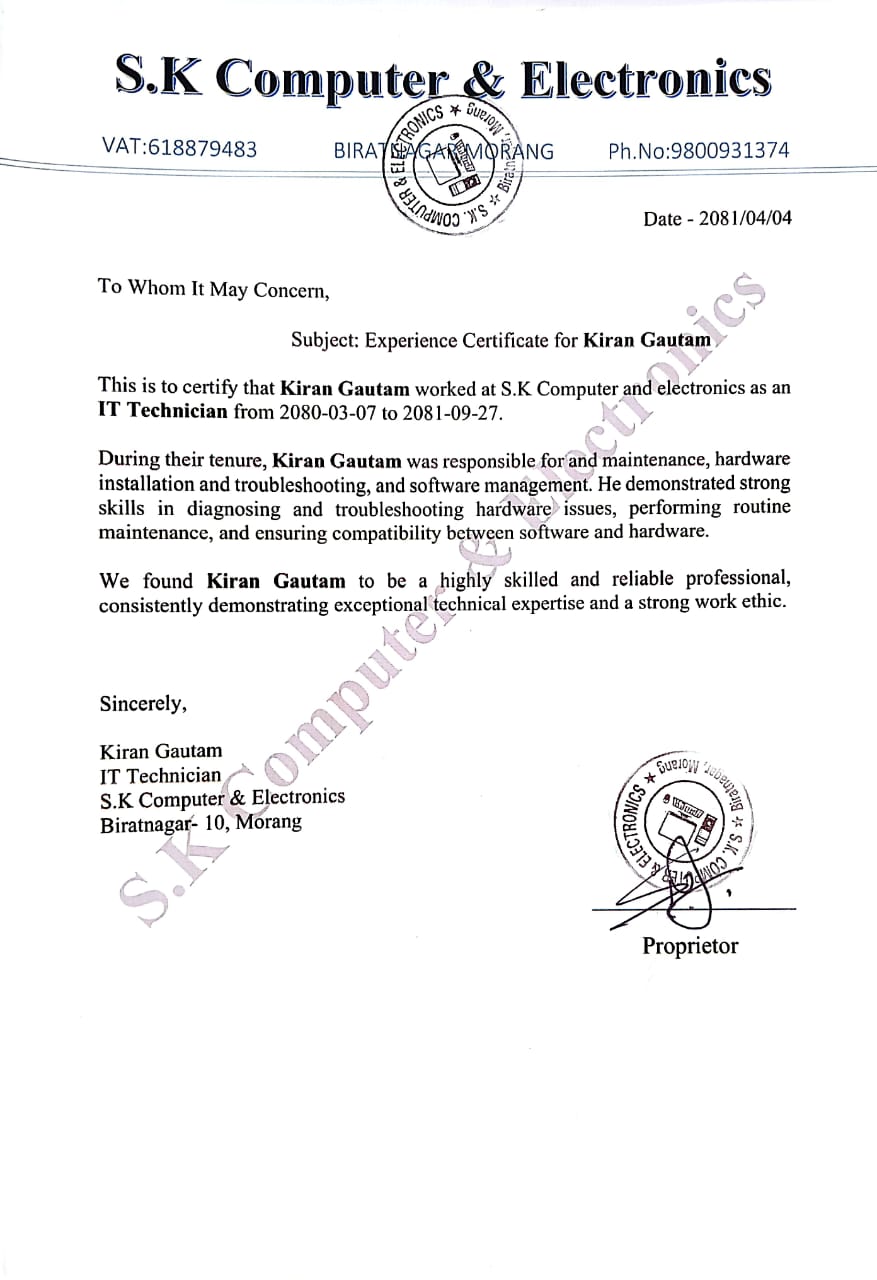 S.K Computer & Electronics
VAT:618879483 BIRATNAGAR MORANG Ph.No:9800931374
S.K. COMPUTER & ELECTRONICS ★ Biratnagar, Morang ★
Date - 2081/04/04
To Whom It May Concern,
Subject: Experience Certificate for Kiran Gautam
This is to certify that Kiran Gautam worked at S.K Computer and electronics as an
IT Technician from 2080-03-07 to 2081-09-27.
During their tenure, Kiran Gautam was responsible for and maintenance, hardware
installation and troubleshooting, and software management. He demonstrated strong
skills in diagnosing and troubleshooting hardware issues, performing routine
maintenance, and ensuring compatibility between software and hardware.
We found Kiran Gautam to be a highly skilled and reliable professional,
consistently demonstrating exceptional technical expertise and a strong work ethic.
S.K Computer & Electronics
Sincerely,
Kiran Gautam
IT Technician
S.K Computer & Electronics
Biratnagar- 10, Morang
S.K. COMPUTER & ELECTRONICS ★ Biratnagar, Morang ★
Proprietor